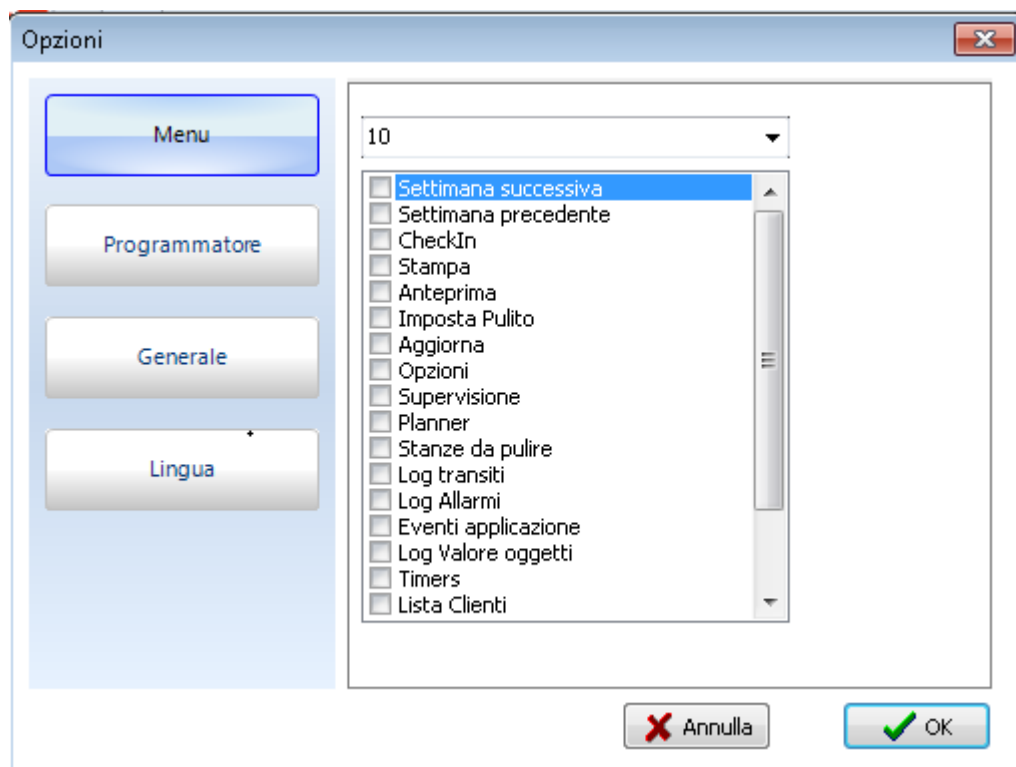 Opzioni
Menu
Programmatore
Generale
Lingua
10
Settimana successiva
Settimana precedente
CheckIn
Stampa
Anteprima
Imposta Pulito
Aggiorna
Opzioni
Supervisione
Planner
Stanze da pulire
Log transiti
Log Allarmi
Eventi applicazione
Log Valore oggetti
Timers
Lista Clienti
Annulla
OK